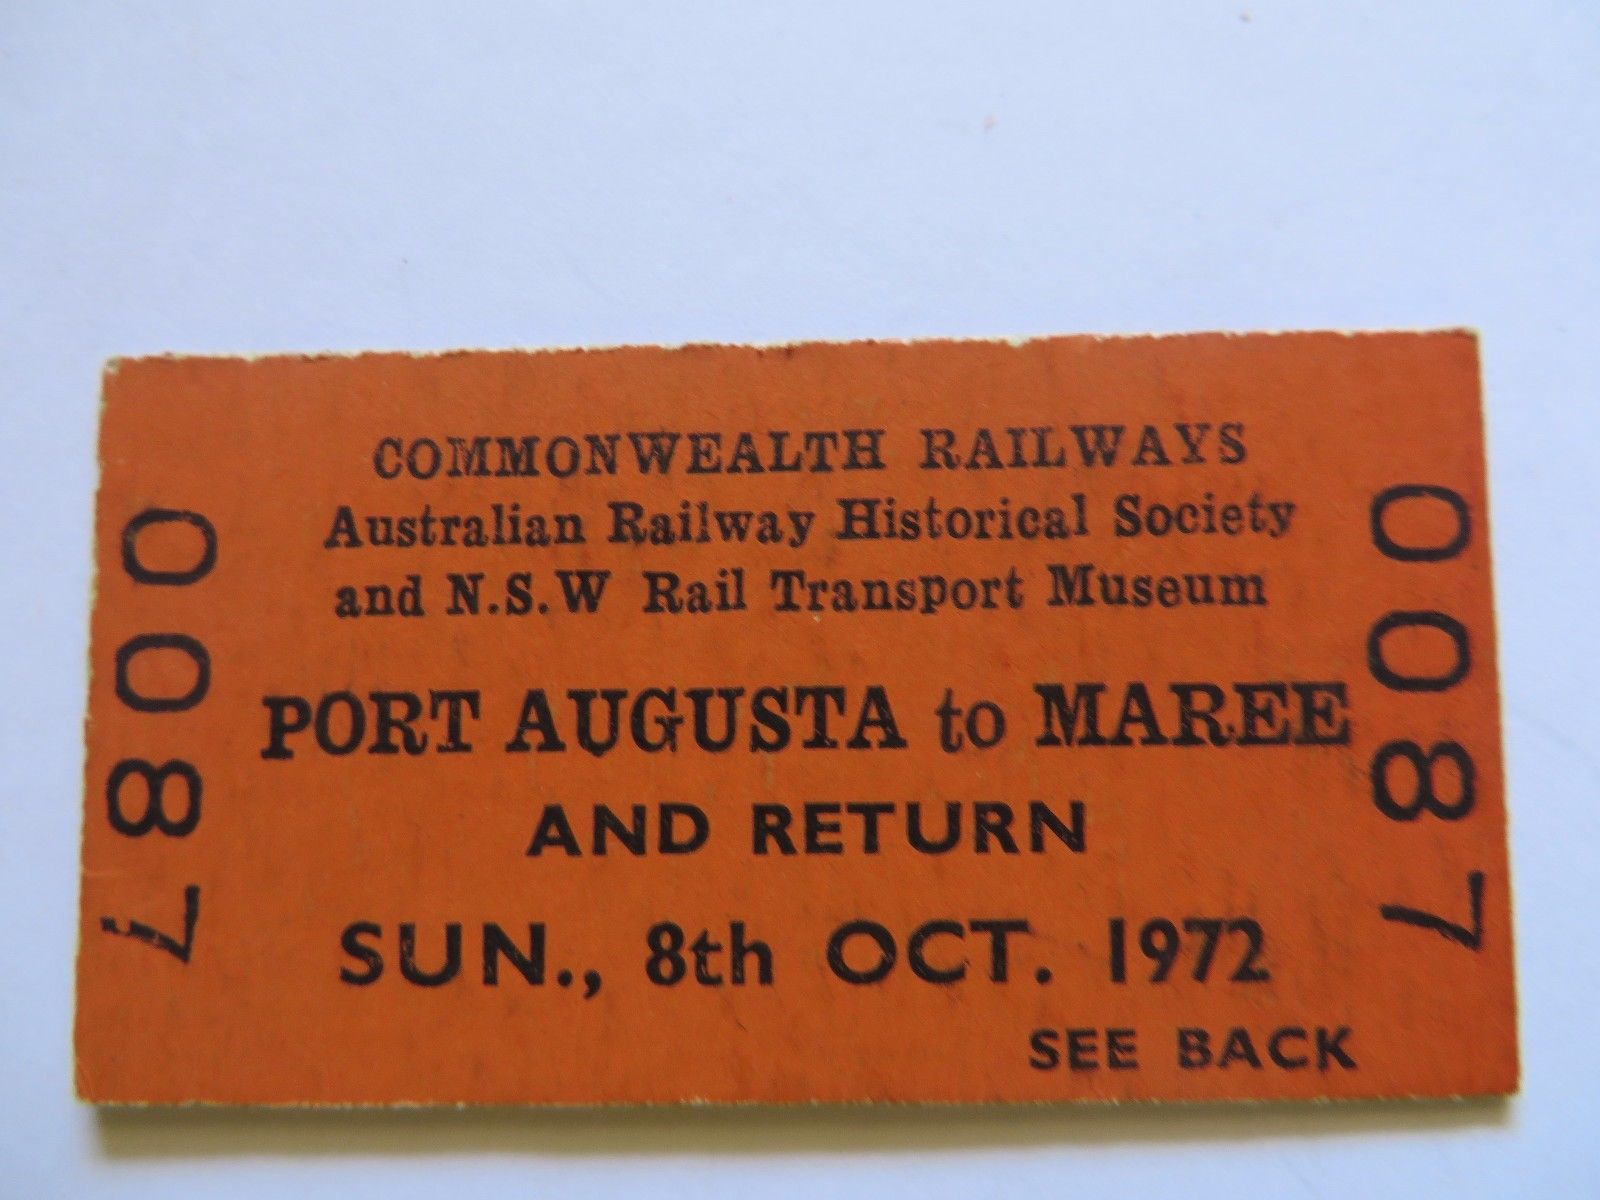 COMMONWEALTH RAILWAYS
Australian Railway Historical Society
and N.S.W Rail Transport Museum
PORT AUGUSTA to MAREE
AND RETURN
SUN., 8th OCT. 1972
SEE BACK
0087
0087